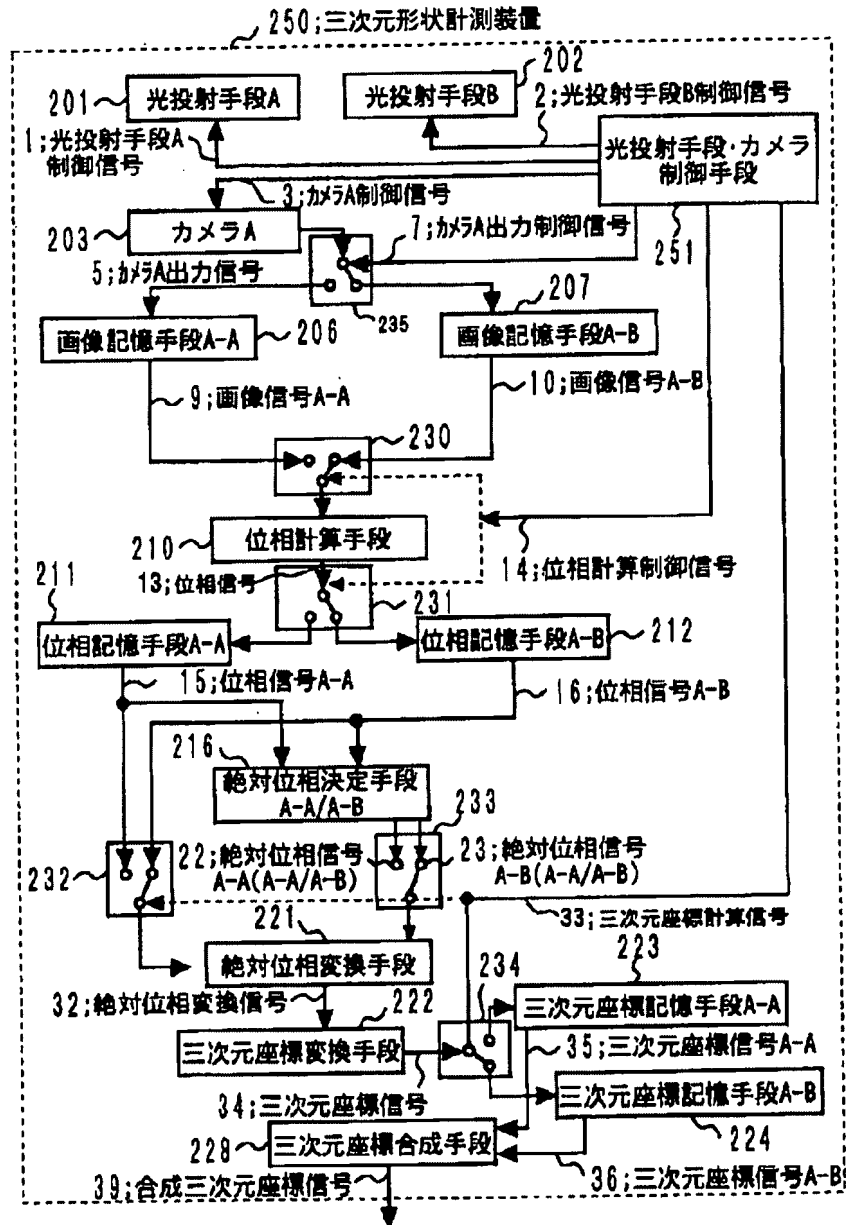 250;三次元形状計測装置
201
光投射手段A
202
光投射手段B
2;光投射手段B制御信号
1;光投射手段A
制御信号
光投射手段・カメラ
制御手段
251
3;カメラA制御信号
203
カメラA
7;カメラA出力制御信号
5;カメラA出力信号
235
207
画像記憶手段A-A
206
画像記憶手段A-B
9;画像信号A-A
10;画像信号A-B
230
210
位相計算手段
14;位相計算制御信号
13;位相信号
211
231
位相記憶手段A-A
位相記憶手段A-B
212
15;位相信号A-A
16;位相信号A-B
216
絶対位相決定手段
A-A/A-B
233
232
22;絶対位相信号
A-A(A-A/A-B)
23;絶対位相信号
A-B(A-A/A-B)
33;三次元座標計算信号
221
絶対位相変換手段
234
223
32;絶対位相変換信号
222
三次元座標記憶手段A-A
三次元座標変換手段
35;三次元座標信号A-A
34;三次元座標信号
三次元座標記憶手段A-B
224
228
三次元座標合成手段
39;合成三次元座標信号
36;三次元座標信号A-B